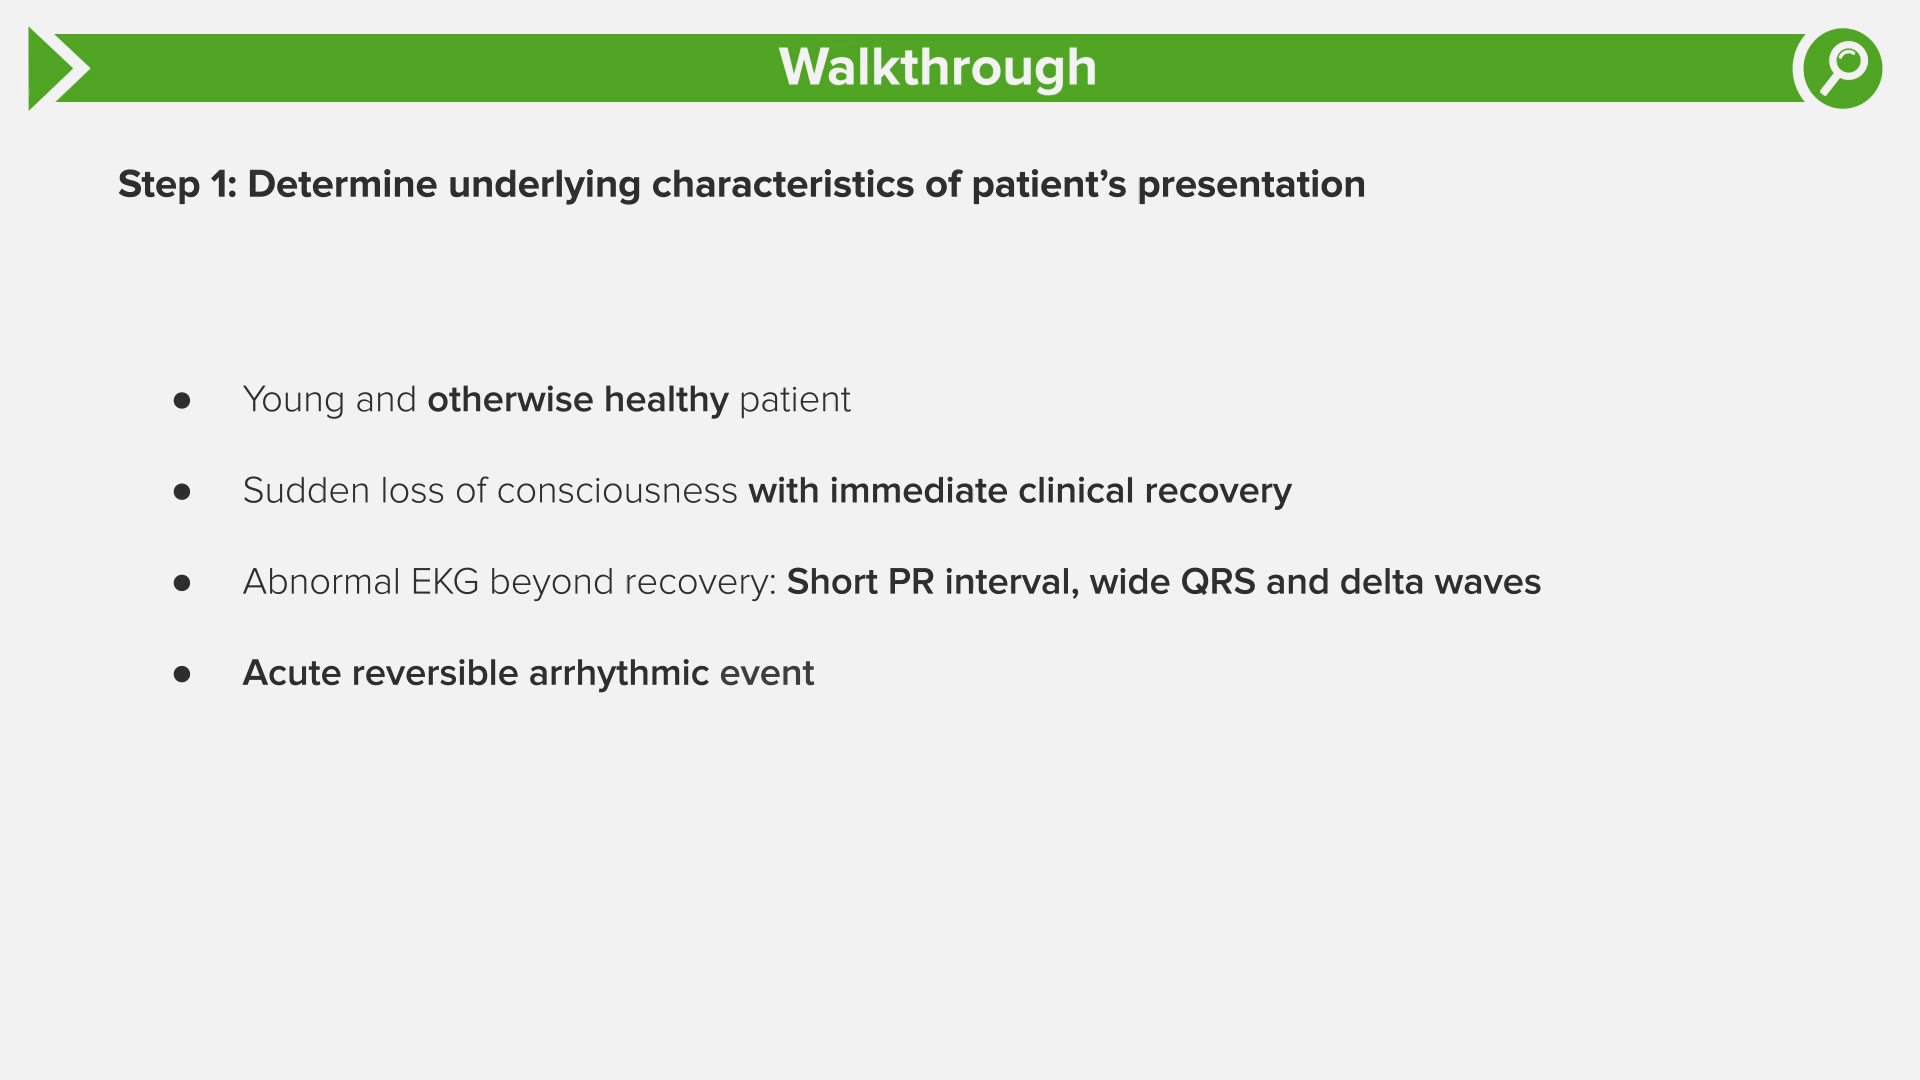 Walkthrough
Step 1: Determine underlying characteristics of patient’s presentation
● Young and otherwise healthy patient
● Sudden loss of consciousness with immediate clinical recovery
● Abnormal EKG beyond recovery: Short PR interval, wide QRS and delta waves
● Acute reversible arrhythmic event